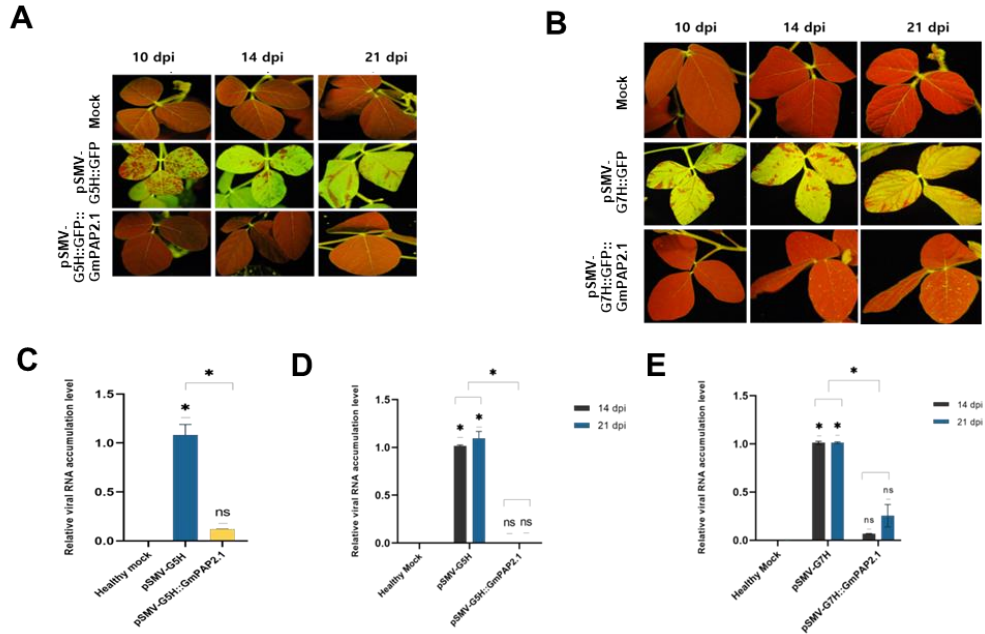 A
10 dpi
14 dpi
21 dpi
Mock
pSMV-
G5H::GFP
pSMV-
G5H::GFP::
GmPAP2.1
B
10 dpi
14 dpi
21 dpi
Mock
pSMV-
G7H::GFP
pSMV-
G7H::GFP::
GmPAP2.1
C
Relative viral RNA accumulation level
1.5
1.0
0.5
0.0
*
*
ns
Healthy mock
pSMV-G5H
pSMV-G5H::GmPAP2.1
D
Relative viral RNA accumulation level
1.5
1.0
0.5
0.0
*
*
*
ns
ns
Healthy Mock
pSMV-G5H
pSMV-G5H::GmPAP2.1
14 dpi
21 dpi
E
Relative viral RNA accumulation level
1.5
1.0
0.5
0.0
*
*
*
ns
ns
Healthy Mock
pSMV-G7H
pSMV-G7H::GmPAP2.1
14 dpi
21 dpi